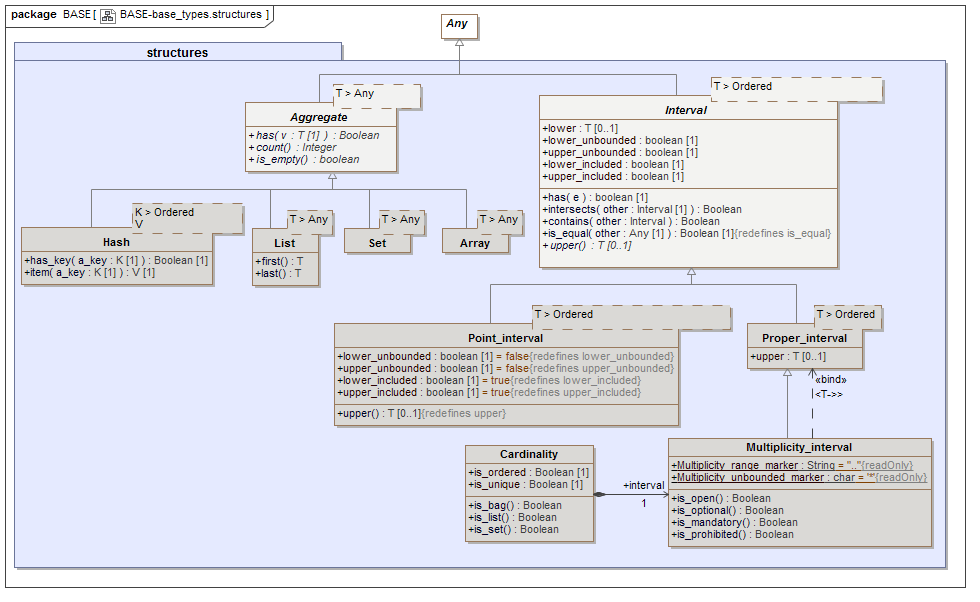 package BASE[ BASE-base_types.structures ]
Any
structures
T > Any
Aggregate
+has( v : T [1] ) : Boolean
+count() : Integer
+is_empty() : boolean
T > Ordered
Interval
+lower : T [0..1]
+lower_unbounded : boolean [1]
+upper_unbounded : boolean [1]
+lower_included : boolean [1]
+upper_included : boolean [1]
+has( e ) : boolean [1]
+intersects( other : Interval [1] ) : Boolean
+contains( other : Interval ) : Boolean
+is_equal( other : Any [1] ) : Boolean [1]{redefines is_equal}
+upper() : T [0..1]
K > Ordered
V
Hash
+has_key( a_key : K [1] ) : Boolean [1]
+item( a_key : K [1] ) : V [1]
T > Any
List
+first() : T
+last() : T
T > Any
Set
T > Any
Array
T > Ordered
Point_interval
+lower_unbounded : boolean [1] = false{redefines lower_unbounded}
+upper_unbounded : boolean [1] = false{redefines upper_unbounded}
+lower_included : boolean [1] = true{redefines lower_included}
+upper_included : boolean [1] = true{redefines upper_included}
+upper() : T [0..1]{redefines upper}
T > Ordered
Proper_interval
+upper : T [0..1]
«bind»
<T->>
Cardinality
+is_ordered : Boolean [1]
+is_unique : Boolean [1]
+is_bag() : Boolean
+is_list() : Boolean
+is_set() : Boolean
+interval
1
Multiplicity_interval
+Multiplicity_range_marker : String = ".."{readOnly}
+Multiplicity_unbounded_marker : char = '*'{readOnly}
+is_open() : Boolean
+is_optional() : Boolean
+is_mandatory() : Boolean
+is_prohibited() : Boolean